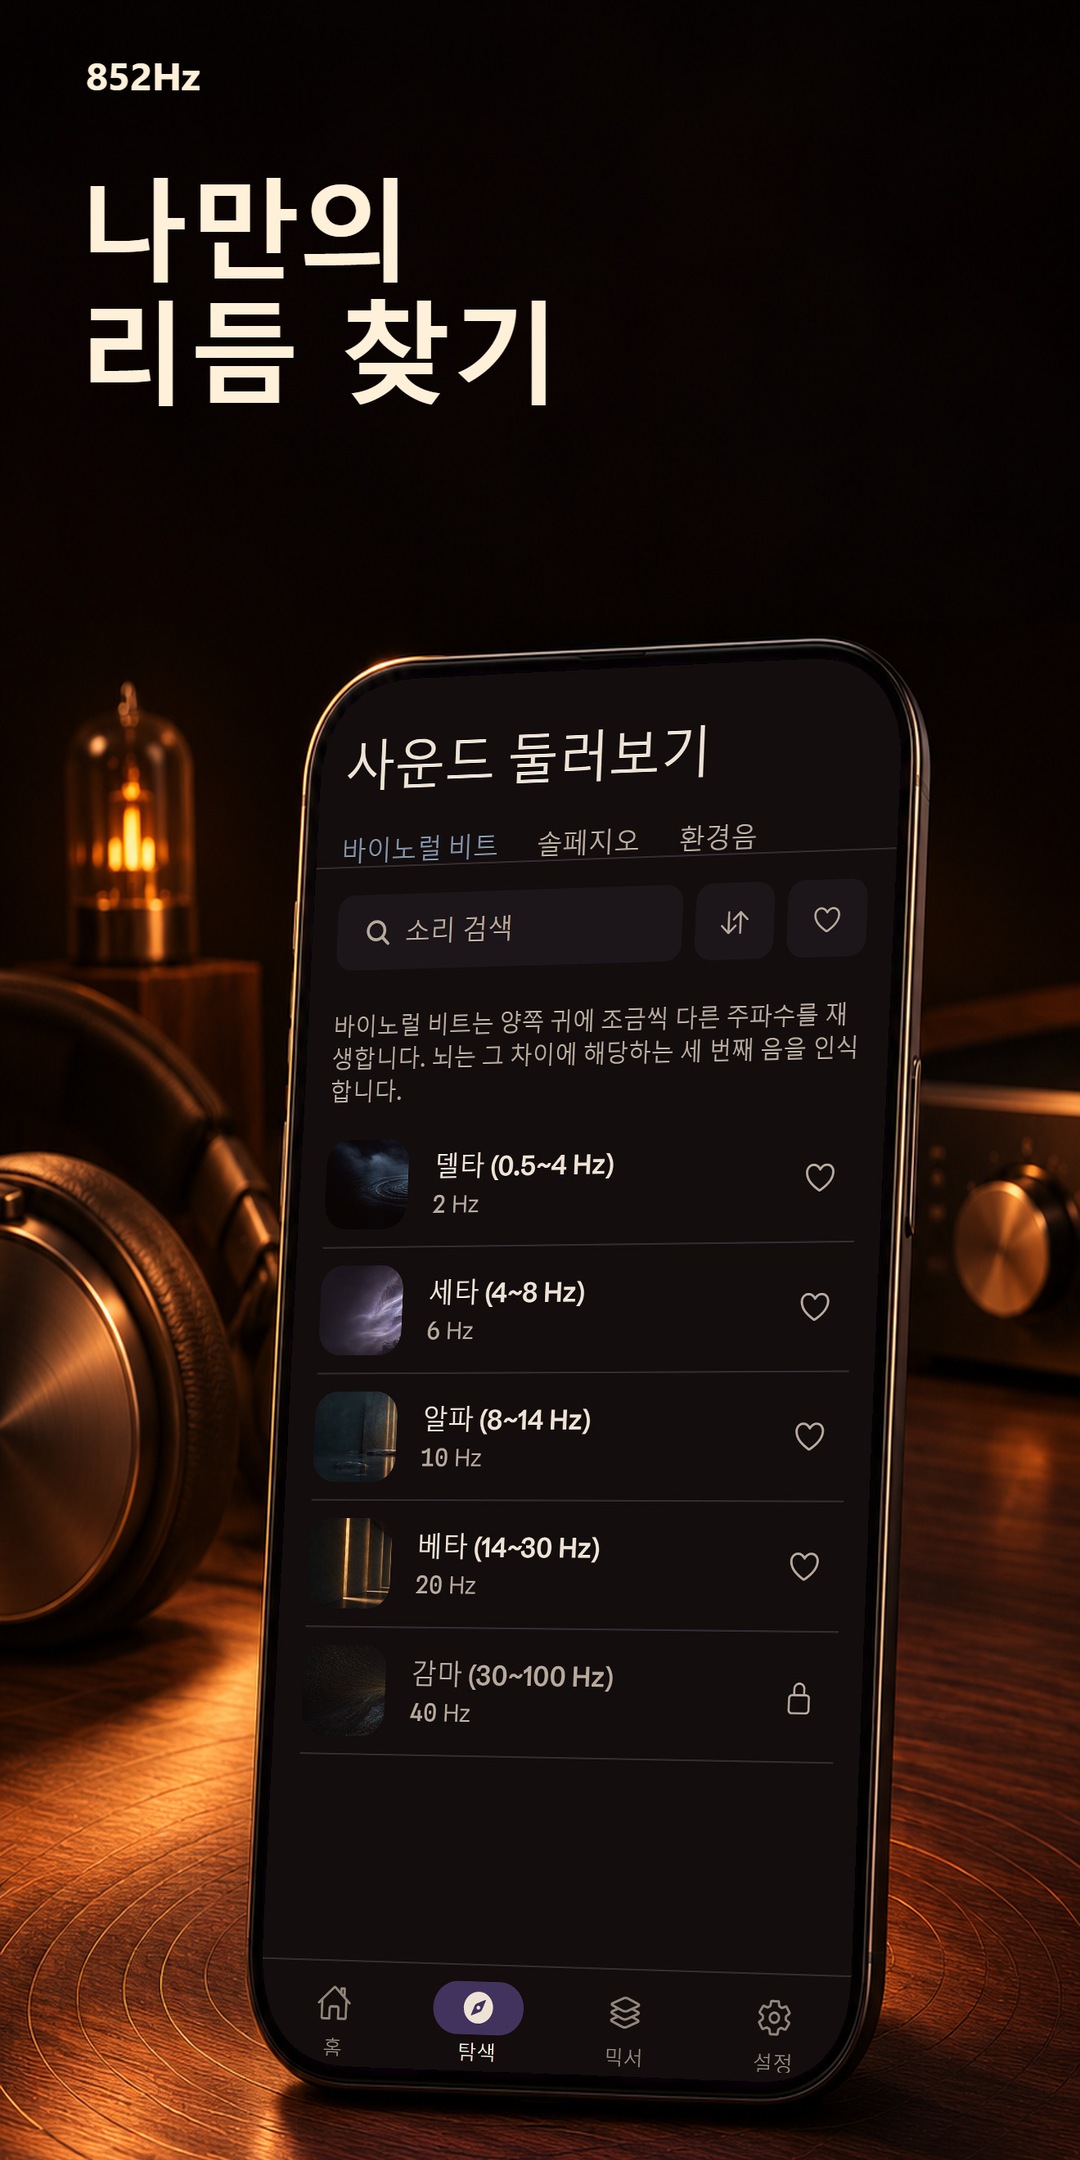 852Hz
나만의
리듬 찾기
사운드 둘러보기
바이노럴 비트 솔페지오 환경음
소리 검색
바이노럴 비트는 양쪽 귀에 조금씩 다른 주파수를 재
생합니다. 뇌는 그 차이에 해당하는 세 번째 음을 인식
합니다.
델타 (0.5~4 Hz)
2 Hz
세타 (4~8 Hz)
6 Hz
알파 (8~14 Hz)
10 Hz
베타 (14~30 Hz)
20 Hz
감마 (30~100 Hz)
40 Hz
홈 탐색 믹서 설정